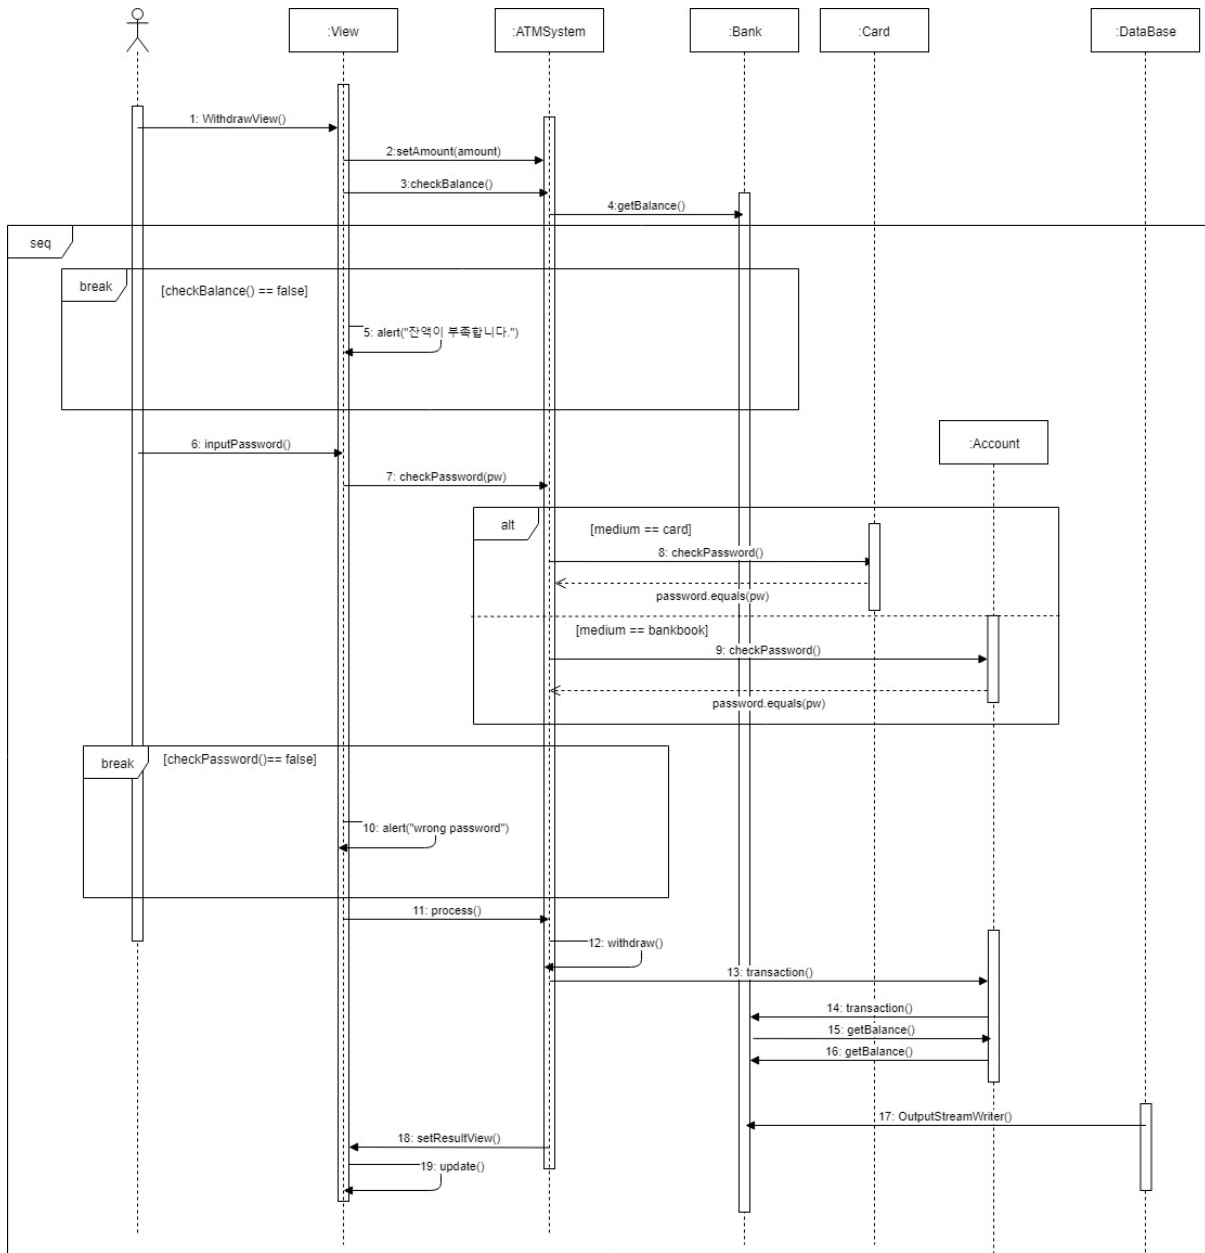 :View
:ATMSystem
:Bank
:Card
:DataBase
1: WithdrawView()
2:setAmount(amount)
3:checkBalance()
4:getBalance()
seq
break
[checkBalance() == false]
5: alert("잔액이 부족합니다.")
6: inputPassword()
:Account
7: checkPassword(pw)
alt
[medium == card]
8: checkPassword()
password.equals(pw)
[medium == bankbook]
9: checkPassword()
password.equals(pw)
break
[checkPassword()== false]
10: alert("wrong password")
11: process()
12: withdraw()
13: transaction()
14: transaction()
15: getBalance()
16: getBalance()
17: OutputStreamWriter()
18: setResultView()
19: update()